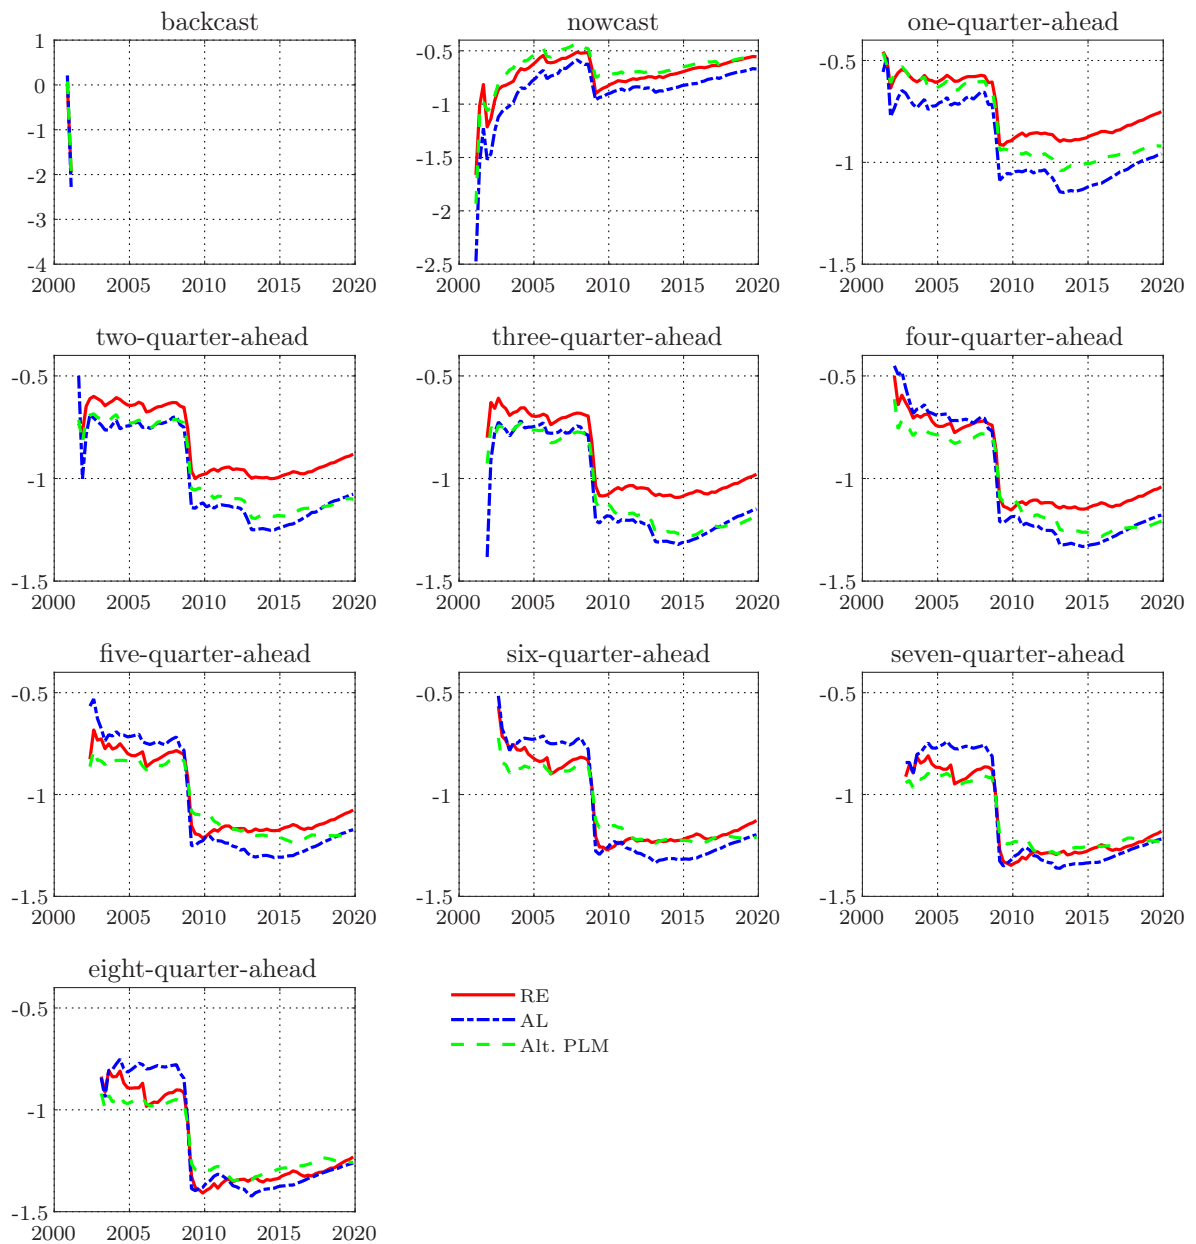 backcast
nowcast
one-quarter-ahead
1
0
-1
-2
-3
-4
2000 2005 2010 2015 2020
-0.5
-1
-1.5
-2
-2.5
2000 2005 2010 2015 2020
-0.5
-1
-1.5
2000 2005 2010 2015 2020
two-quarter-ahead
three-quarter-ahead
four-quarter-ahead
-0.5
-1
-1.5
2000 2005 2010 2015 2020
-0.5
-1
-1.5
2000 2005 2010 2015 2020
-0.5
-1
-1.5
2000 2005 2010 2015 2020
five-quarter-ahead
six-quarter-ahead
seven-quarter-ahead
-0.5
-1
-1.5
2000 2005 2010 2015 2020
-0.5
-1
-1.5
2000 2005 2010 2015 2020
-0.5
-1
-1.5
2000 2005 2010 2015 2020
eight-quarter-ahead
-0.5
-1
-1.5
2000 2005 2010 2015 2020
RE
AL
Alt. PLM